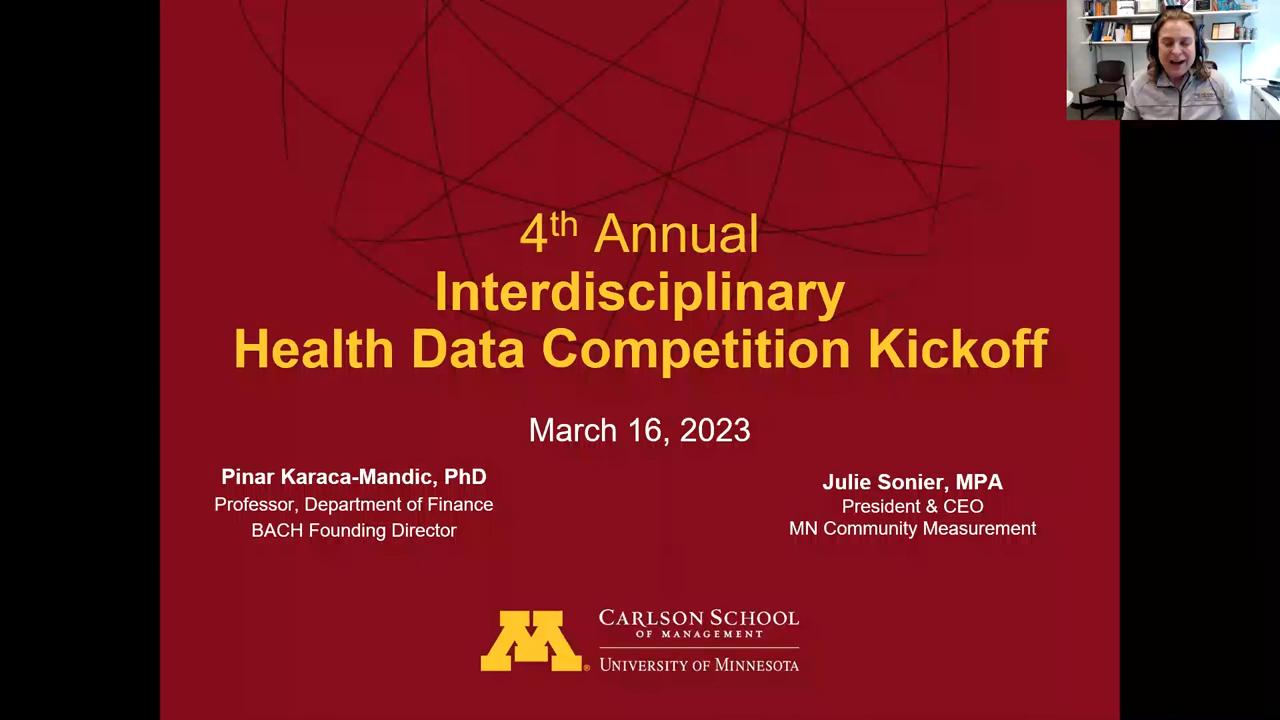 4th Annual
Interdisciplinary
Health Data Competition Kickoff
March 16, 2023
Pinar Karaca-Mandic, PhD
Professor, Department of Finance
BACH Founding Director
Julie Sonier, MPA
President & CEO
MN Community Measurement
M®
CARLSON SCHOOL
OF MANAGEMENT
UNIVERSITY OF MINNESOTA